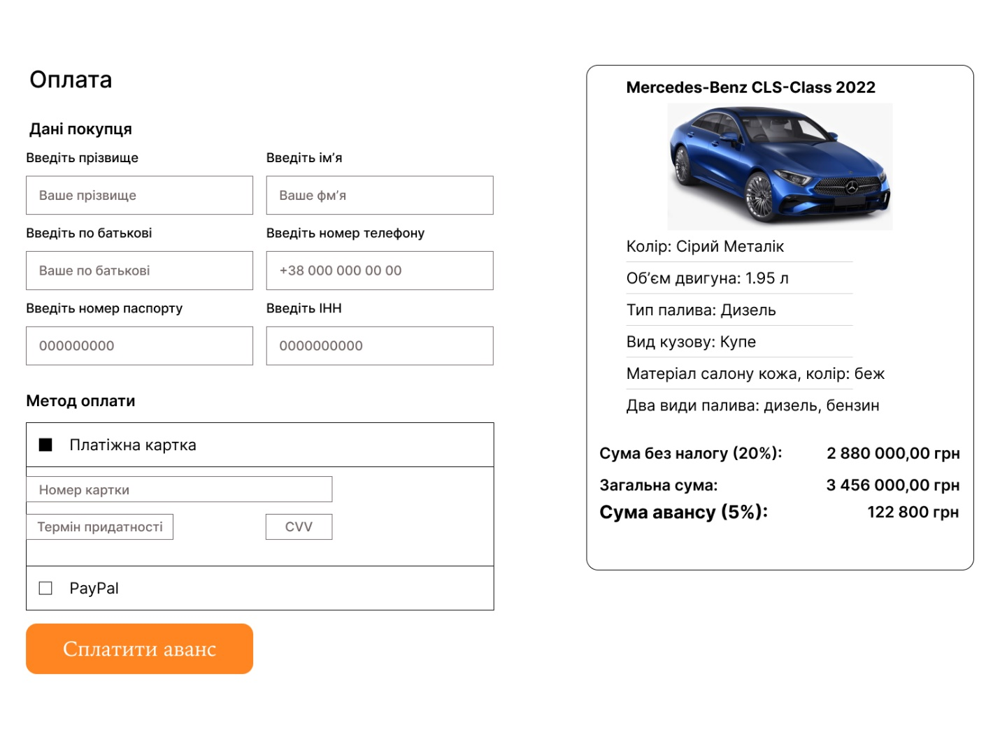 Оплата
Дані покупця
Введіть прізвище
Введіть ім’я
Ваше прізвище
Ваше фм’я
Введіть по батькові
Введіть номер телефону
Ваше по батькові
+38 000 000 00 00
Введіть номер паспорту
Введіть ІНН
000000000
0000000000
Метод оплати
Платіжна картка
Номер картки
Термін придатності
CVV
PayPal
Сплатити аванс
Mercedes-Benz CLS-Class 2022
Колір: Сірий Металік
Об’єм двигуна: 1.95 л
Тип палива: Дизель
Вид кузову: Купе
Матеріал салону кожа, колір: беж
Два види палива: дизель, бензин
Сума без налогу (20%): 2 880 000,00 грн
Загальна сума: 3 456 000,00 грн
Сума авансу (5%): 122 800 грн